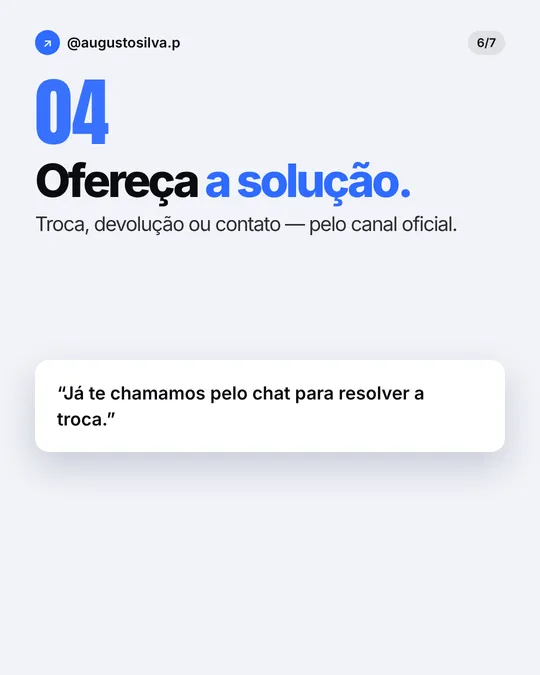 @augustosilva.p
6/7
04
Ofereça a solução.
Troca, devolução ou contato — pelo canal oficial.
“Já te chamamos pelo chat para resolver a
troca.”